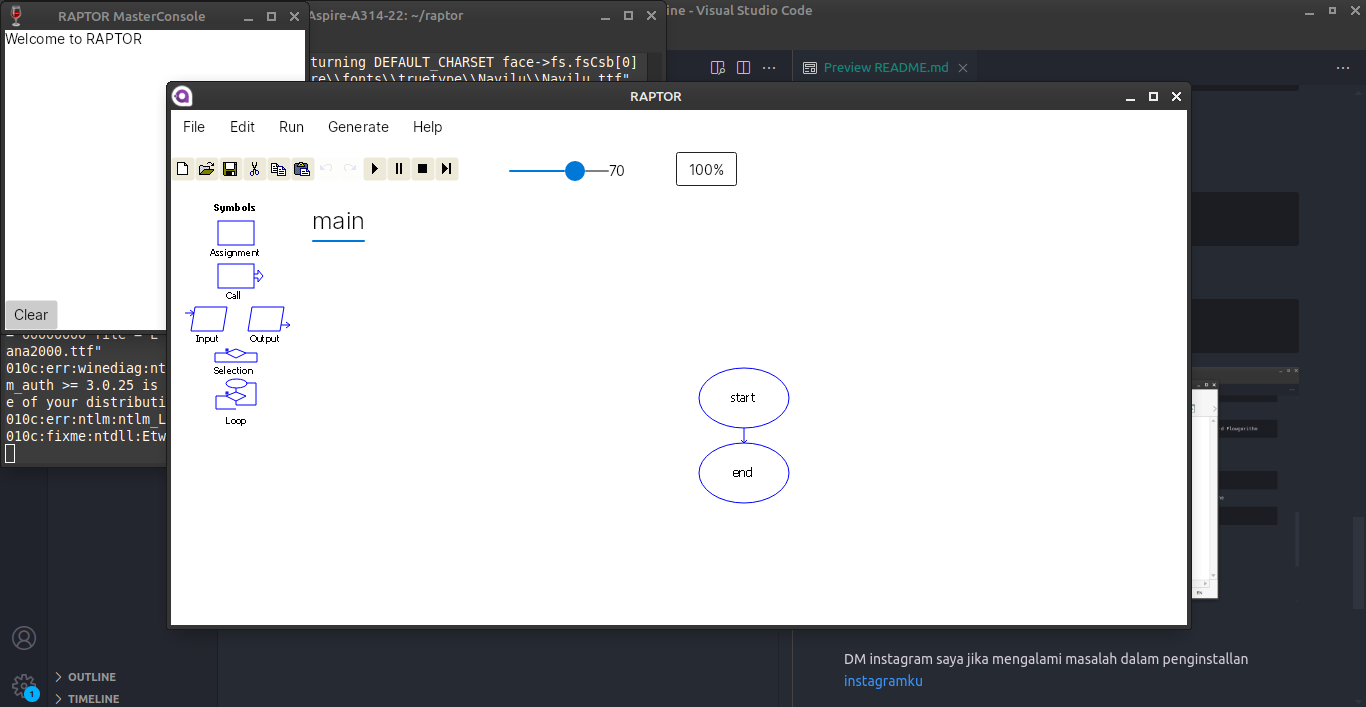 RAPTOR MasterConsole
Welcome to RAPTOR
Clear
Aspire-A314-22: ~/raptor
turning DEFAULT_CHARSET face->fs.fsCsb[0]
re\\fonts\\truetype\\Navilu\\Navilu.ttf"
ine - Visual Studio Code
Preview README.md
RAPTOR
File Edit Run Generate Help
70
100%
Symbols
Assignment
Call
Input Output
Selection
Loop
main
start
end
ana2000.ttf"
010c:err:winediag:nt
m_auth >= 3.0.25 is
e of your distributi
010c:err:ntlm:ntlm_L
010c:fixme:ntdll:Etw
1
OUTLINE
TIMELINE
DM instagram saya jika mengalami masalah dalam penginstallan
instagramku